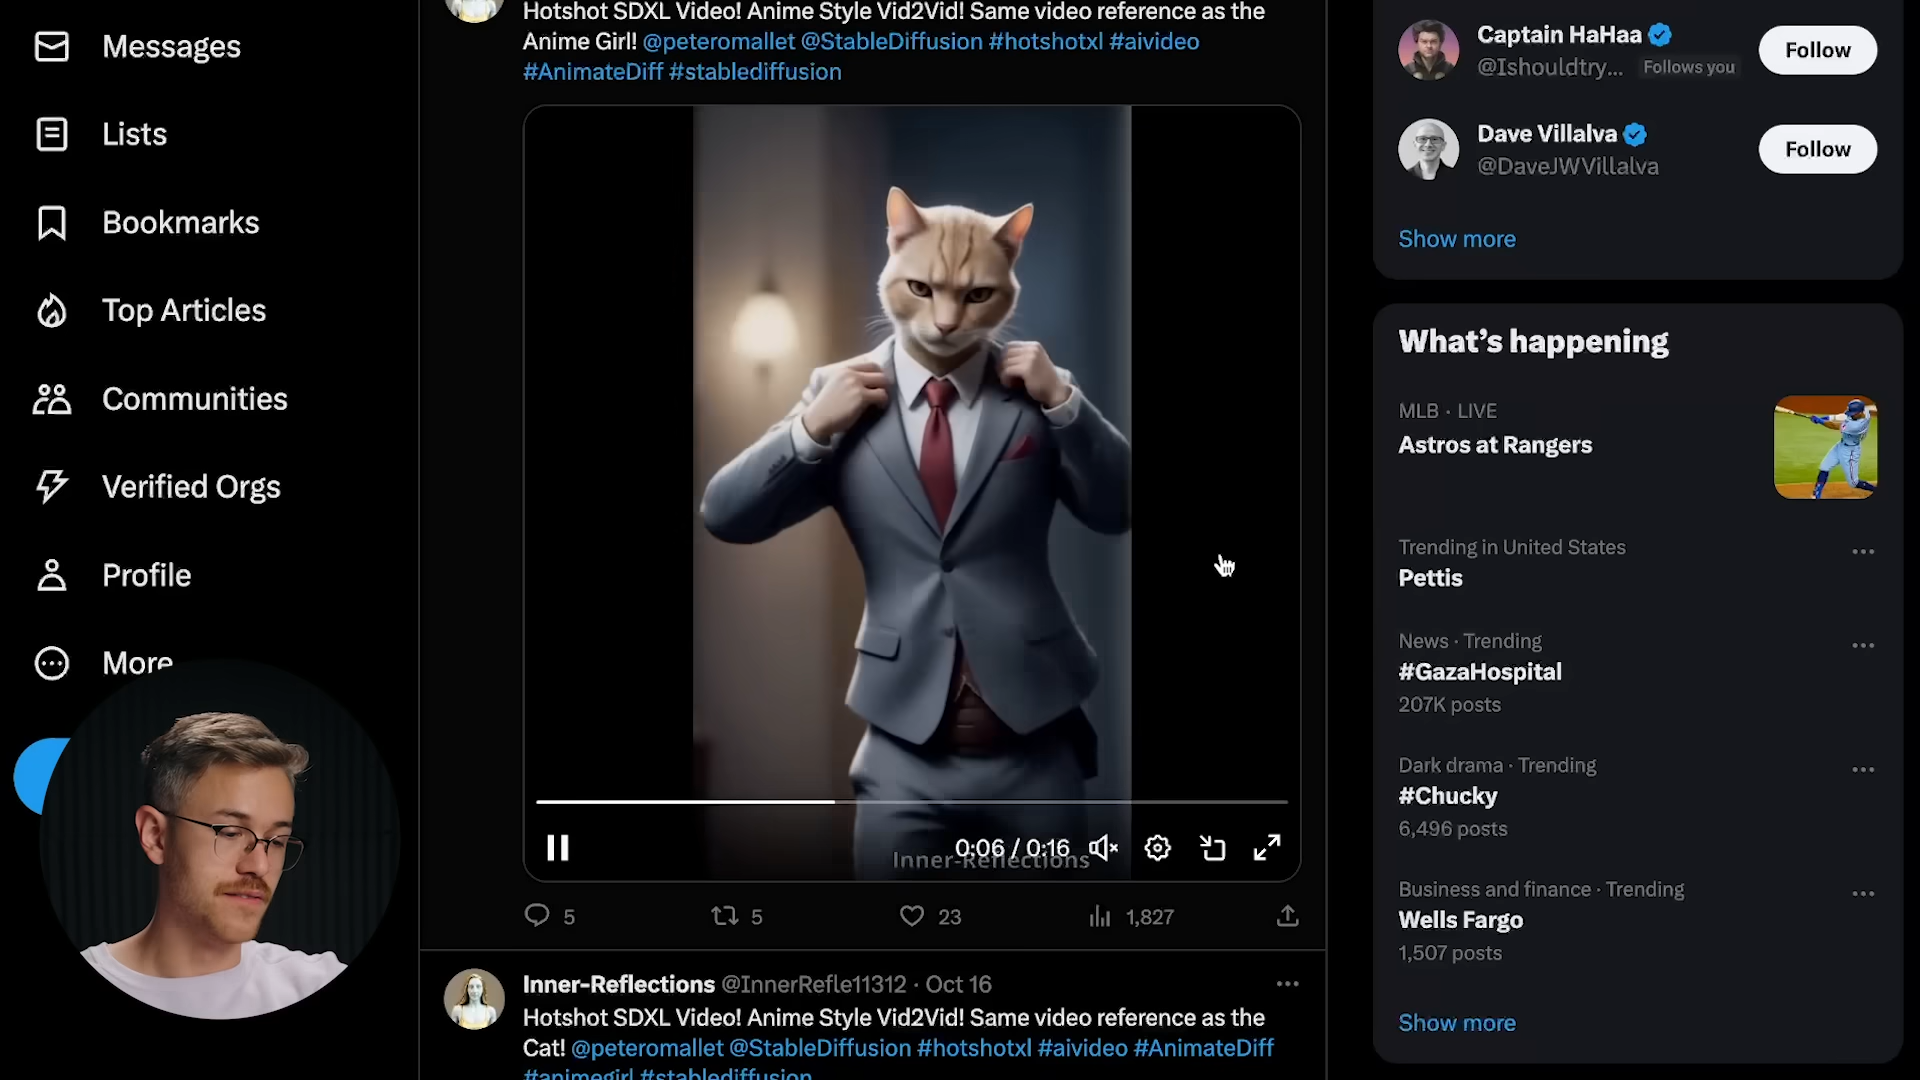 Messages
Lists
Bookmarks
Top Articles
Communities
Verified Orgs
Profile
More
Hotshot SDXL Video! Anime Style Vid2Vid! Same video reference as the
Anime Girl! @peteromallet @StableDiffusion #hotshotxl #aivideo
#AnimateDiff #stablediffusion
0:06 / 0:16
Inner-Reflections
5
5
23
1,827
Inner-Reflections @InnerRefle11312 · Oct 16
Hotshot SDXL Video! Anime Style Vid2Vid! Same video reference as the
Cat! @peteromallet @StableDiffusion #hotshotxl #aivideo #AnimateDiff
#animegirl #stablediffusion
Captain HaHaa
@Ishouldtry... Follows you
Follow
Dave Villalva
@DaveJWVillalva
Follow
Show more
What's happening
MLB · LIVE
Astros at Rangers
Trending in United States
Pettis
News · Trending
#GazaHospital
207K posts
Dark drama · Trending
#Chucky
6,496 posts
Business and finance · Trending
Wells Fargo
1,507 posts
Show more